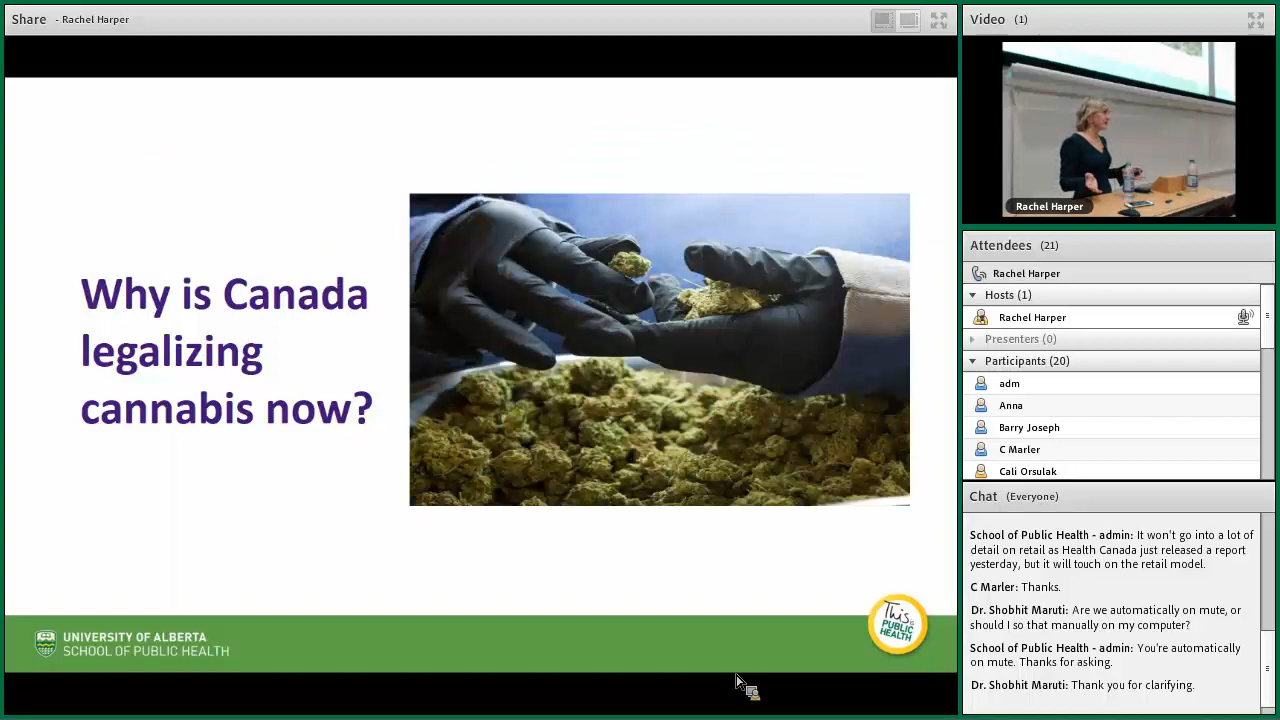 Share - Rachel Harper
Why is Canada
legalizing
cannabis now?
UNIVERSITY OF ALBERTA
SCHOOL OF PUBLIC HEALTH
This
is
PUBLIC
HEALTH
Video (1)
Rachel Harper
Attendees (21)
Rachel Harper
Hosts (1)
Rachel Harper
Presenters (0)
Participants (20)
adm
Anna
Barry Joseph
C Marler
Cali Orsulak
Chat (Everyone)
School of Public Health - admin: It won't go into a lot of
detail on retail as Health Canada just released a report
yesterday, but it will touch on the retail model.
C Marler: Thanks.
Dr. Shobhit Maruti: Are we automatically on mute, or
should I so that manually on my computer?
School of Public Health - admin: You're automatically
on mute. Thanks for asking.
Dr. Shobhit Maruti: Thank you for clarifying.